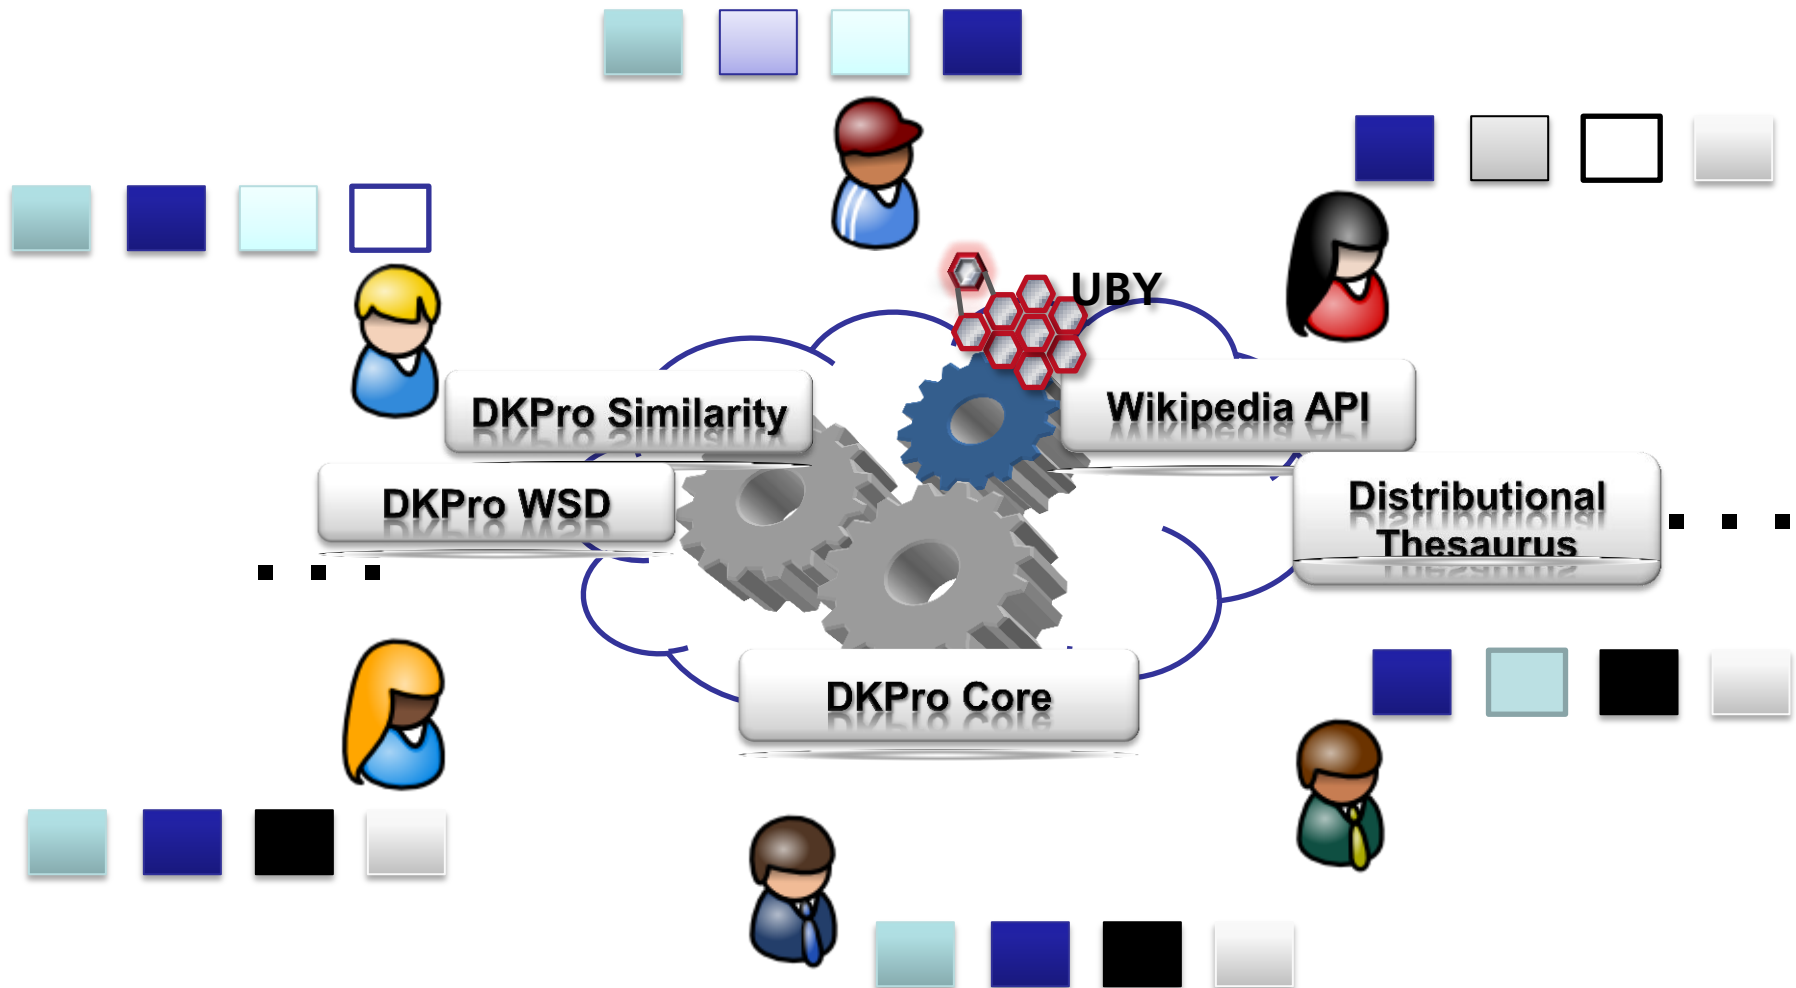 UBY
DKPro Similarity
Wikipedia API
DKPro WSD
Distributional
Thesaurus
DKPro Core